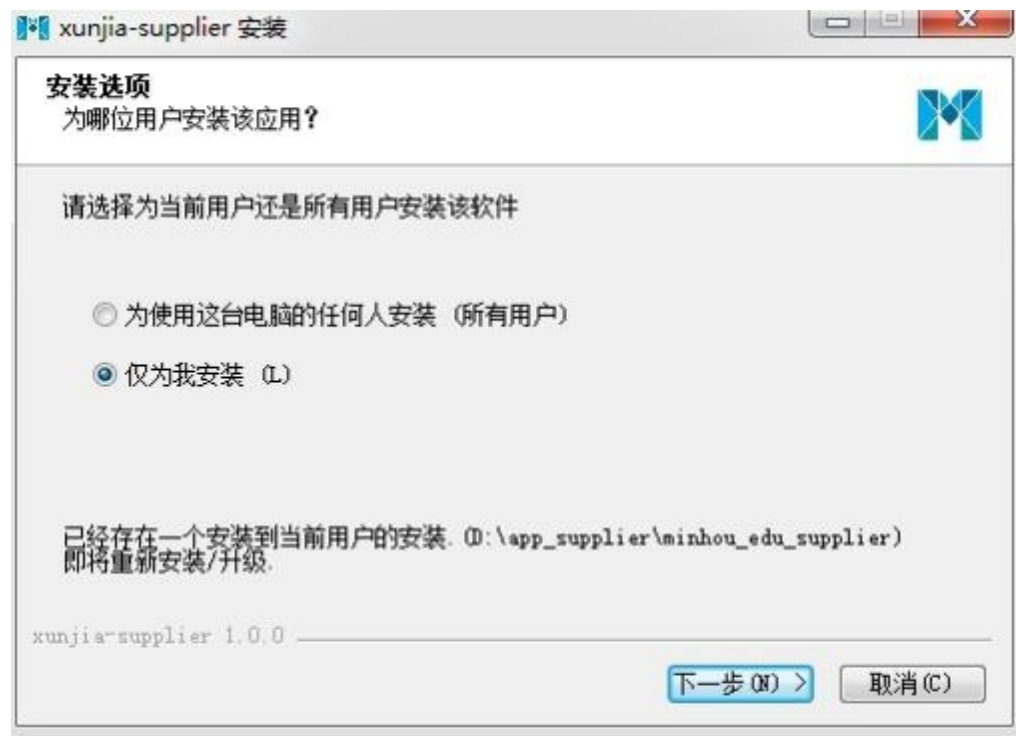 xunjia-supplier 安装
安装选项
为哪位用户安装该应用?
请选择为当前用户还是所有用户安装该软件
为使用这台电脑的任何人安装 (所有用户)
仅为我安装 (L)
已经存在一个安装到当前用户的安装. (D:\app_supplier\minhou_edu_supplier)
即将重新安装/升级.
xunjia-supplier 1.0.0
下一步(N) >
取消(C)